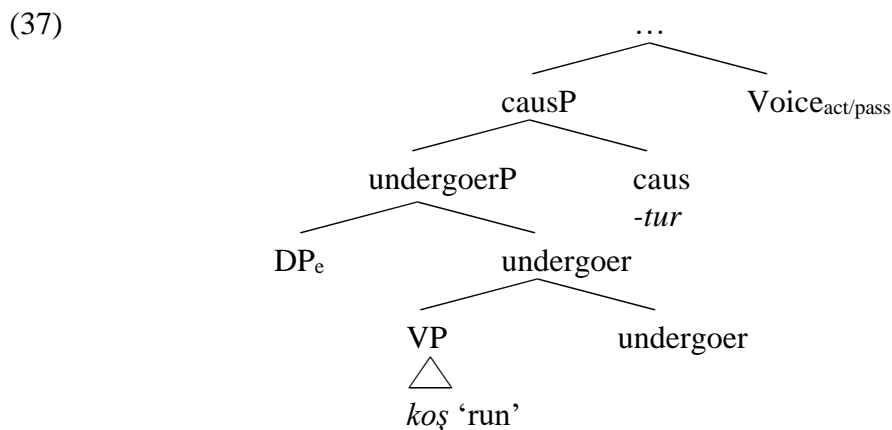 (37)
…
causP Voiceact/pass
undergoerP caus
-tur
DPe undergoer
VP undergoer
koş ‘run’